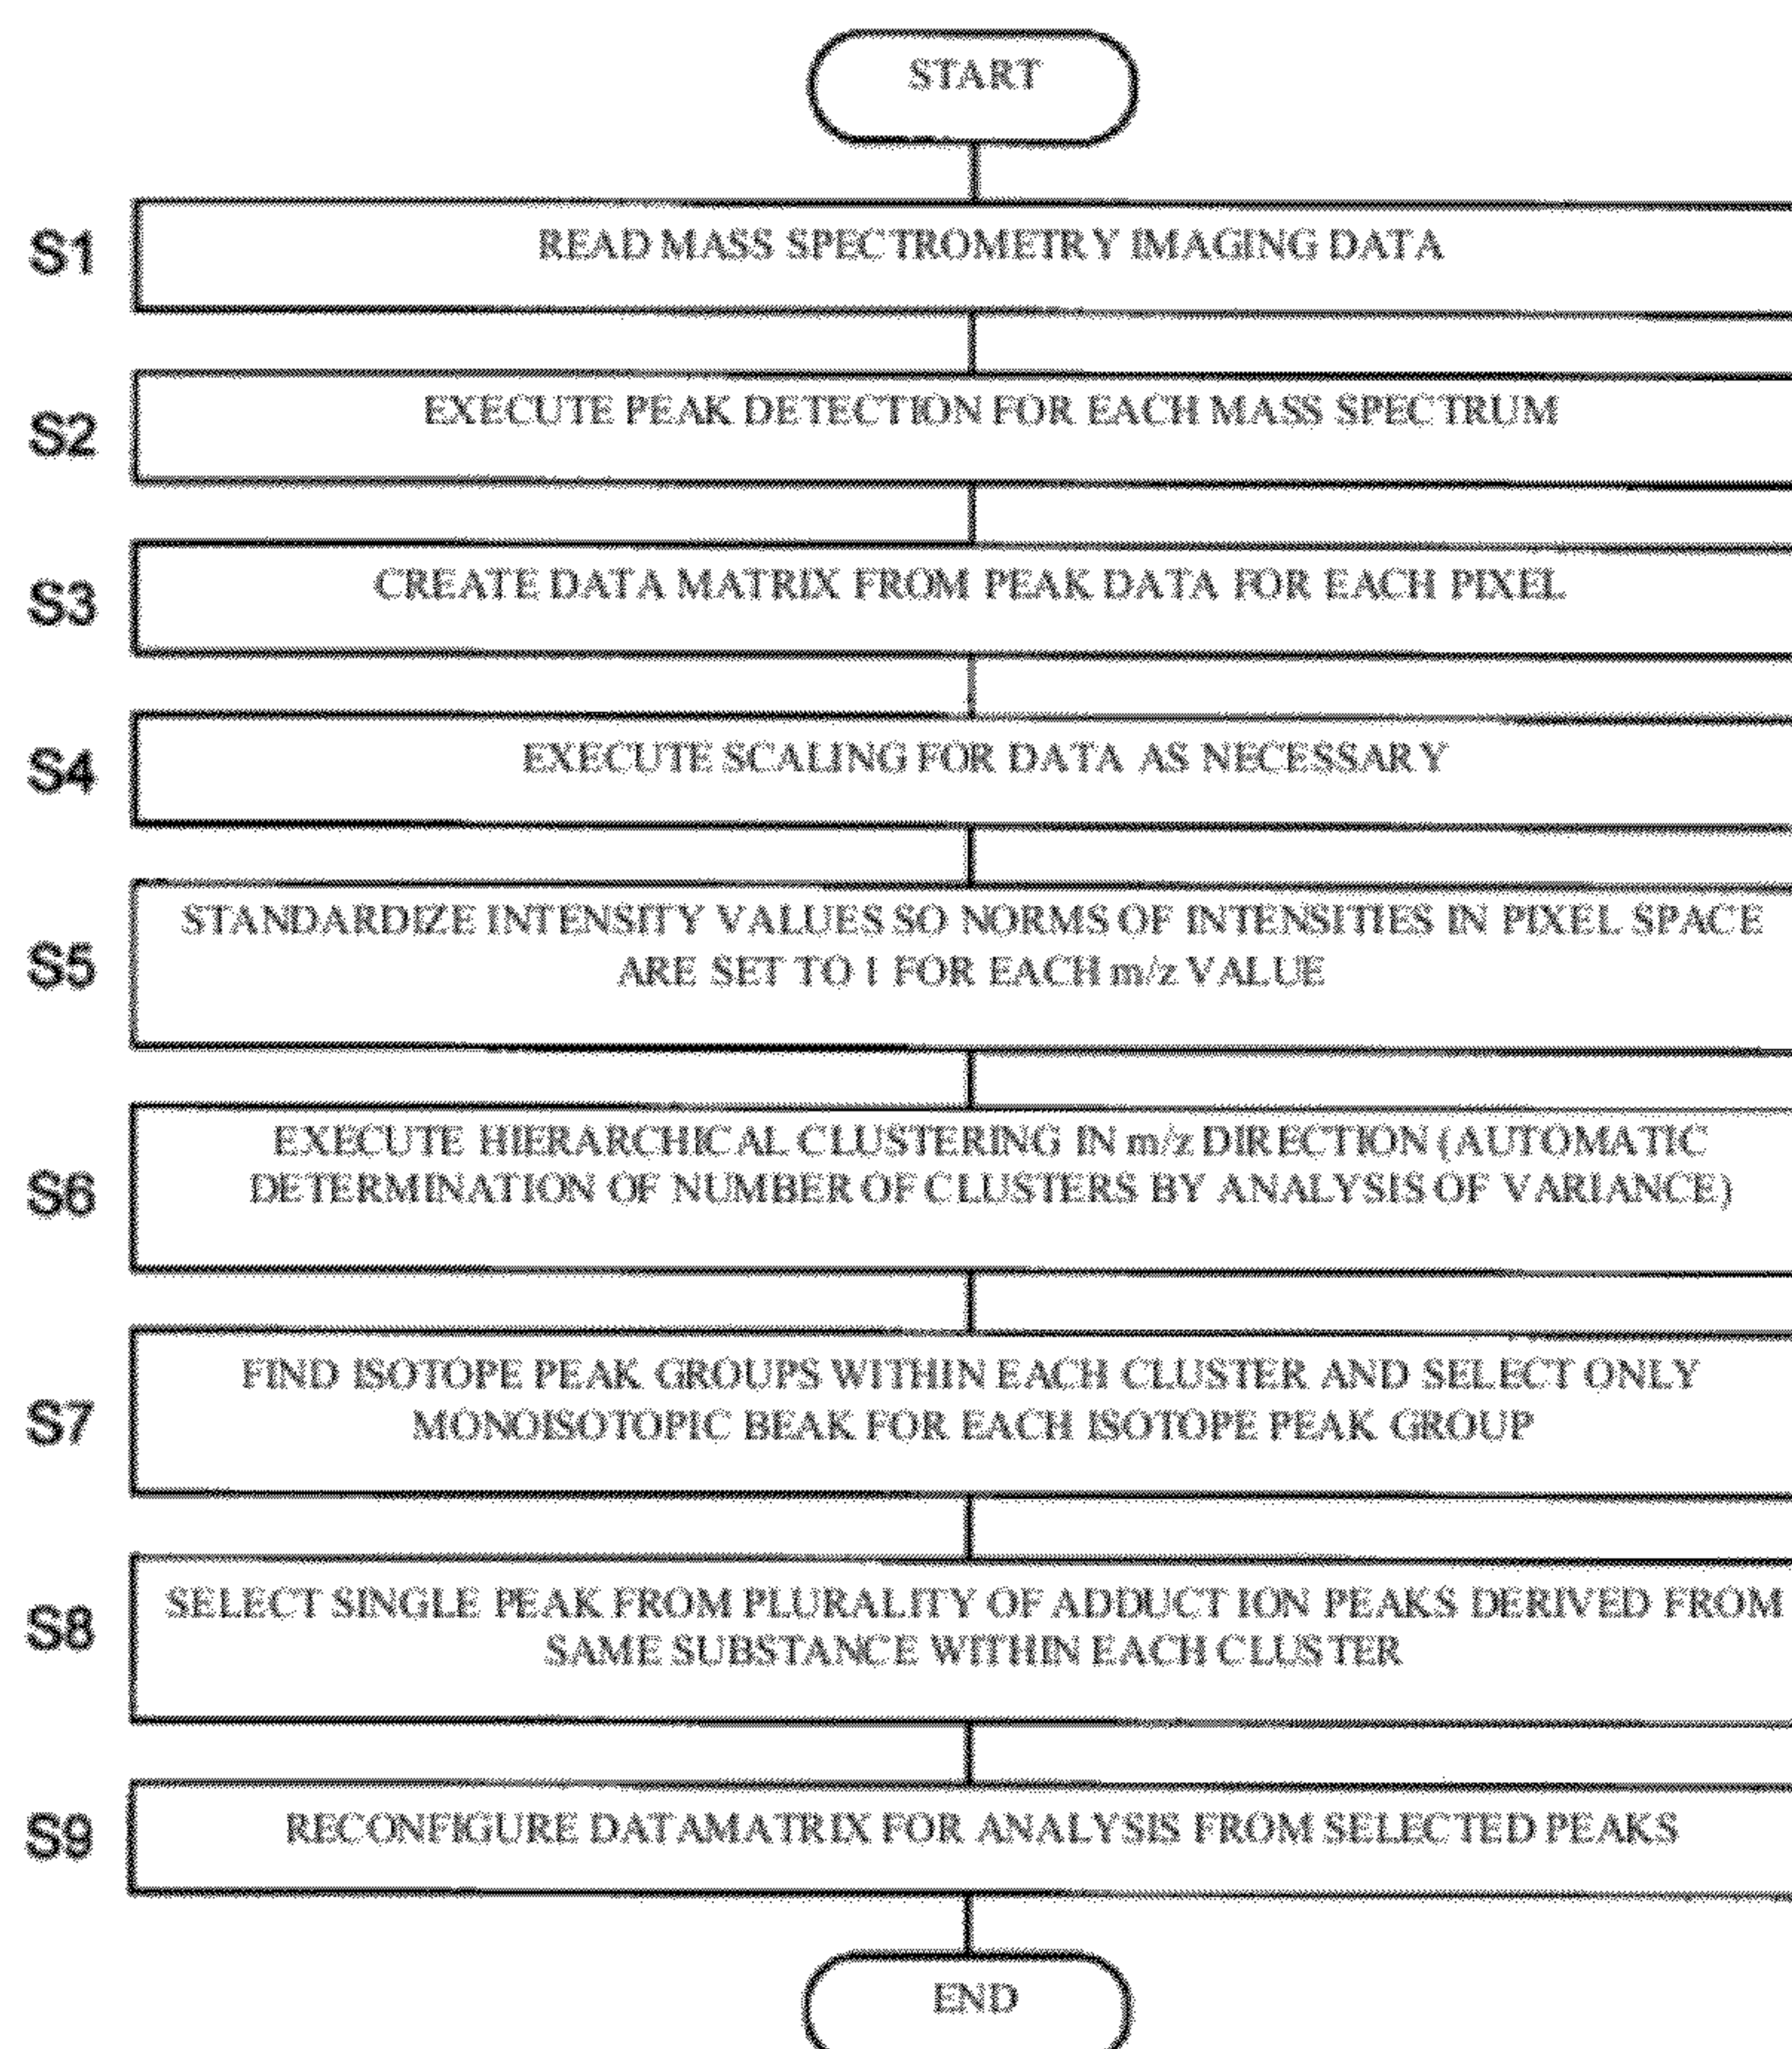 START
S1
READ MASS SPECTROMETRY IMAGING DATA
S2
EXECUTE PEAK DETECTION FOR EACH MASS SPECTRUM
S3
CREATE DATA MATRIX FROM PEAK DATA FOR EACH PIXEL
S4
EXECUTE SCALING FOR DATA AS NECESSARY
S5
STANDARDIZE INTENSITY VALUES SO NORMS OF INTENSITIES IN PIXEL SPACE
ARE SET TO 1 FOR EACH m/z VALUE
S6
EXECUTE HIERARCHICAL CLUSTERING IN m/z DIRECTION (AUTOMATIC
DETERMINATION OF NUMBER OF CLUSTERS BY ANALYSIS OF VARIANCE)
S7
FIND ISOTOPE PEAK GROUPS WITHIN EACH CLUSTER AND SELECT ONLY
MONOISOTOPIC BEAK FOR EACH ISOTOPE PEAK GROUP
S8
SELECT SINGLE PEAK FROM PLURALITY OF ADDUCT ION PEAKS DERIVED FROM
SAME SUBSTANCE WITHIN EACH CLUSTER
S9
RECONFIGURE DATAMATRIX FOR ANALYSIS FROM SELECTED PEAKS
END